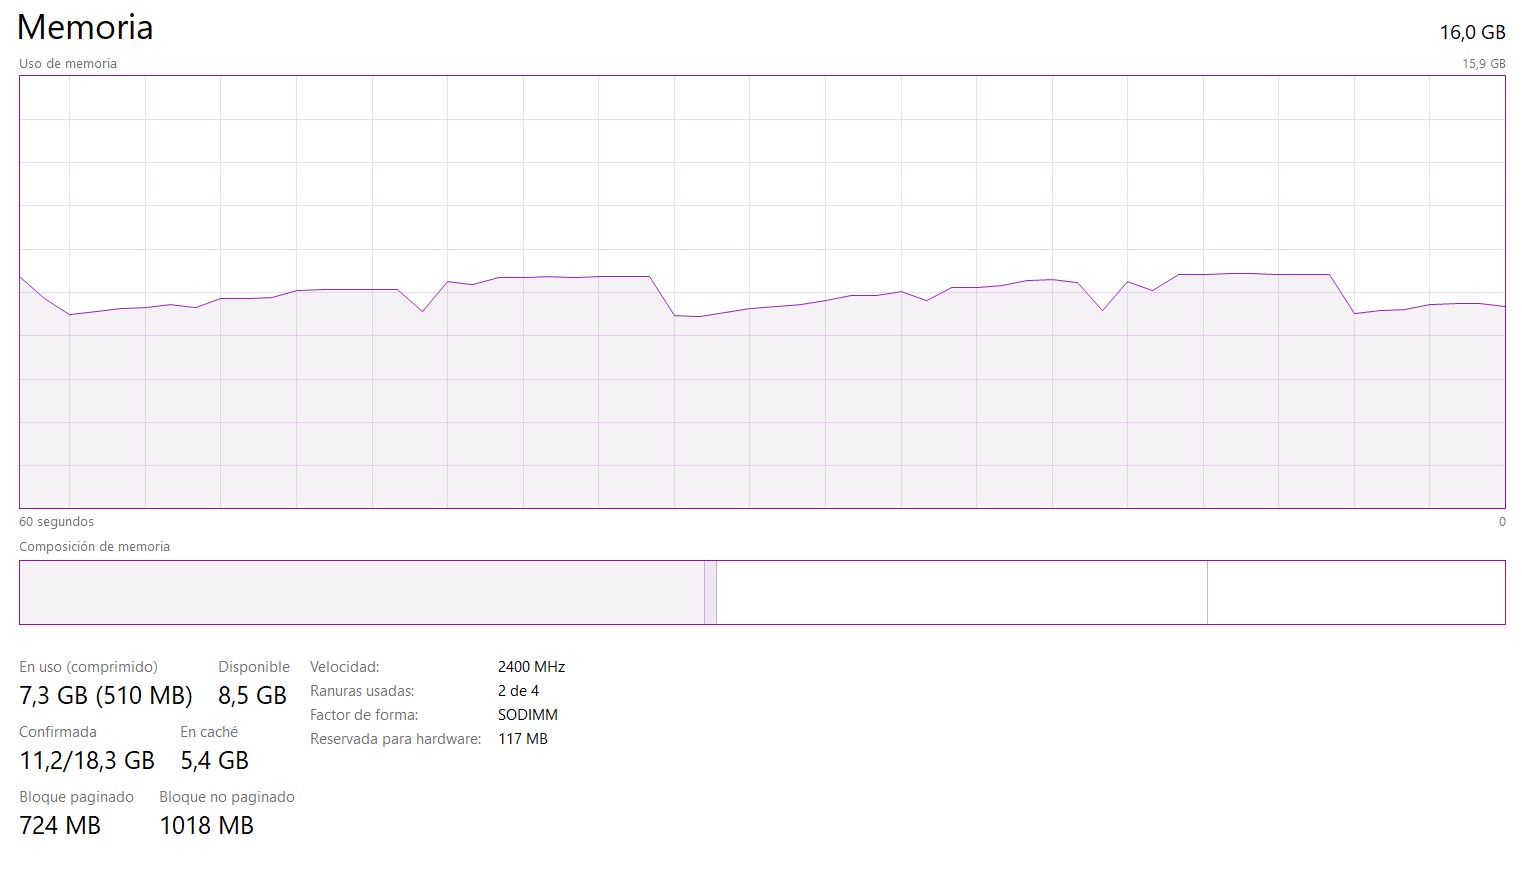 Memoria
16,0 GB
Uso de memoria
15,9 GB
60 segundos
0
Composición de memoria
En uso (comprimido)
7,3 GB (510 MB)
Disponible
8,5 GB
Confirmada
11,2/18,3 GB
En caché
5,4 GB
Bloque paginado
724 MB
Bloque no paginado
1018 MB
Velocidad: 2400 MHz
Ranuras usadas: 2 de 4
Factor de forma: SODIMM
Reservada para hardware: 117 MB